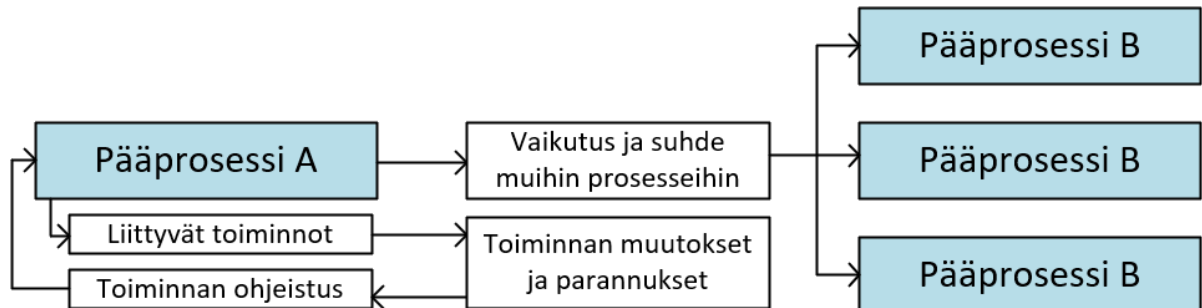 Pääprosessi B
Pääprosessi A
Vaikutus ja suhde
muihin prosesseihin
Pääprosessi B
Liittyvät toiminnot
Toiminnan muutokset
ja parannukset
Toiminnan ohjeistus
Pääprosessi B